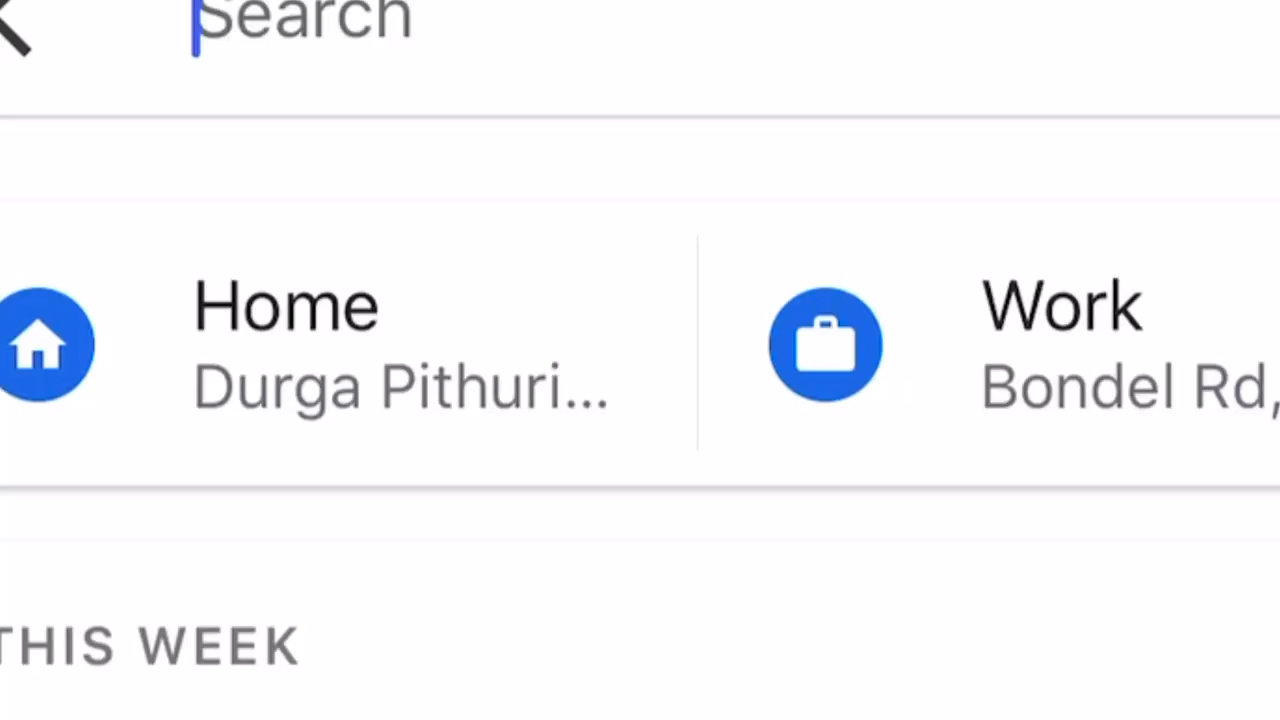 Search
Home
Work
Durga Pithuri...
Bondel Rd,
THIS WEEK